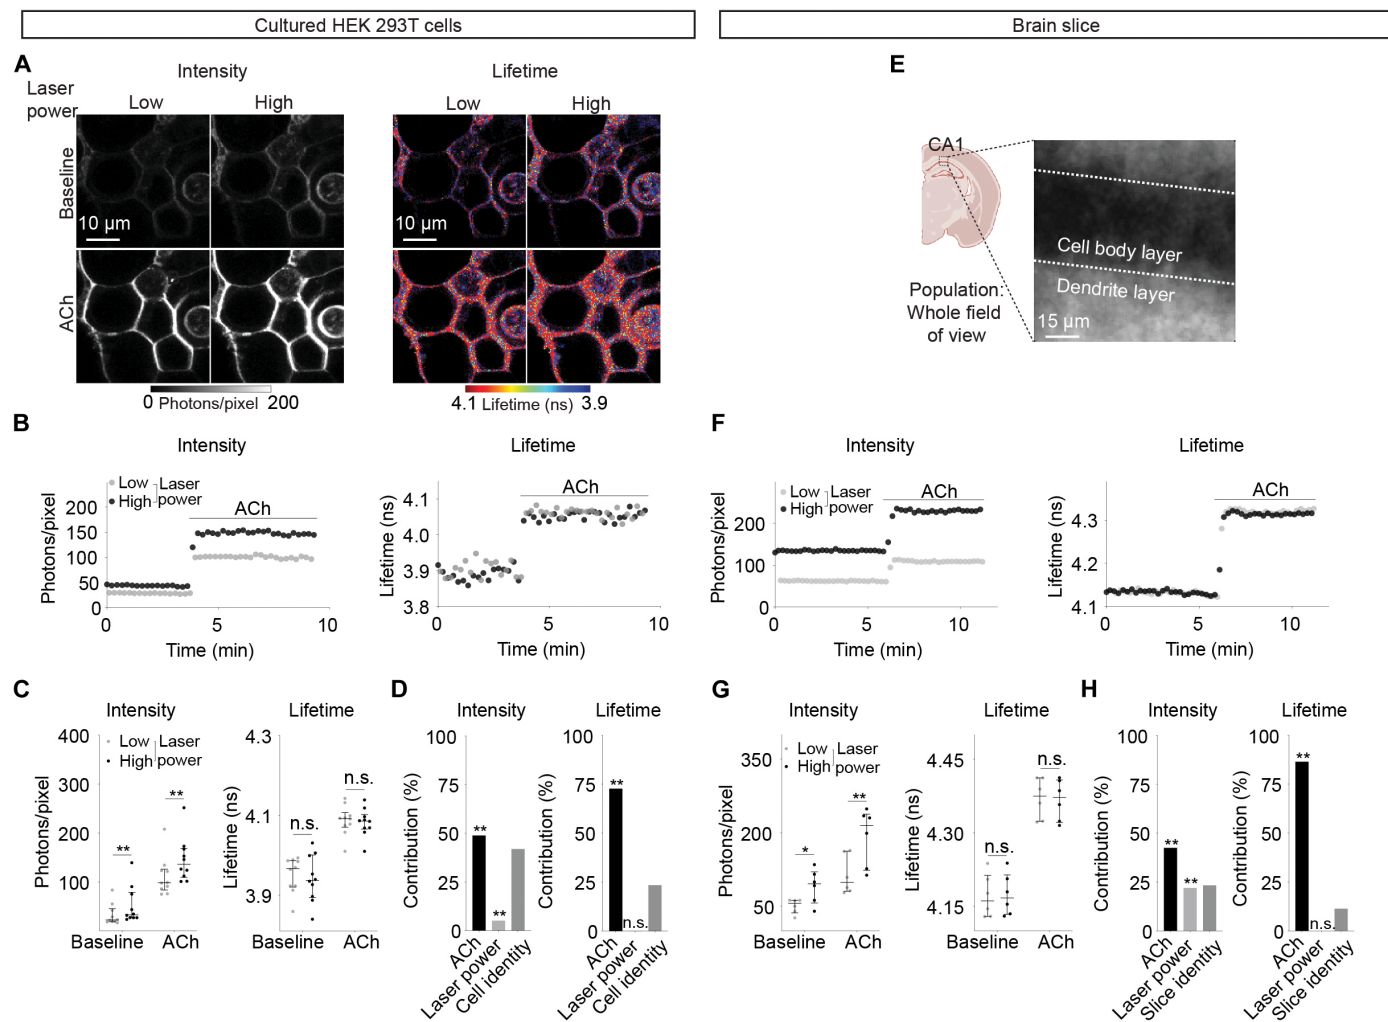 Cultured HEK 293T cells
Brain slice
A
Intensity
Lifetime
Laser
power
Low
High
Low
High
Baseline
10 µm
10 µm
ACh
0 Photons/pixel 200
4.1 Lifetime (ns) 3.9
E
CA1
Cell body layer
Dendrite layer
15 µm
Population:
Whole field
of view
B
Intensity
Low
High
Laser
power
ACh
Photons/pixel
200
150
100
50
0
0
5
10
Time (min)
Lifetime
ACh
Lifetime (ns)
4.1
4.0
3.9
3.8
0
5
10
Time (min)
F
Intensity
Low
High
Laser
power
ACh
Photons/pixel
200
100
0
0
5
10
Time (min)
Lifetime
ACh
Lifetime (ns)
4.3
4.2
4.1
0
5
10
Time (min)
C
Intensity
Low
High
Laser
power
Photons/pixel
400
300
200
100
**
**
Baseline
ACh
Lifetime
Lifetime (ns)
4.3
4.1
3.9
n.s.
n.s.
Baseline
ACh
D
Intensity
Contribution (%)
100
75
50
25
0
**
**
ACh
Laser power
Cell identity
Lifetime
Contribution (%)
100
75
50
25
0
**
n.s.
ACh
Laser power
Cell identity
G
Intensity
Low
High
Laser
power
Photons/pixel
350
200
50
*
**
Baseline
ACh
Lifetime
Lifetime (ns)
4.45
4.30
4.15
n.s.
n.s.
Baseline
ACh
H
Intensity
Contribution (%)
100
75
50
25
0
**
**
ACh
Laser power
Slice identity
Lifetime
Contribution (%)
100
75
50
25
0
**
n.s.
ACh
Laser power
Slice identity